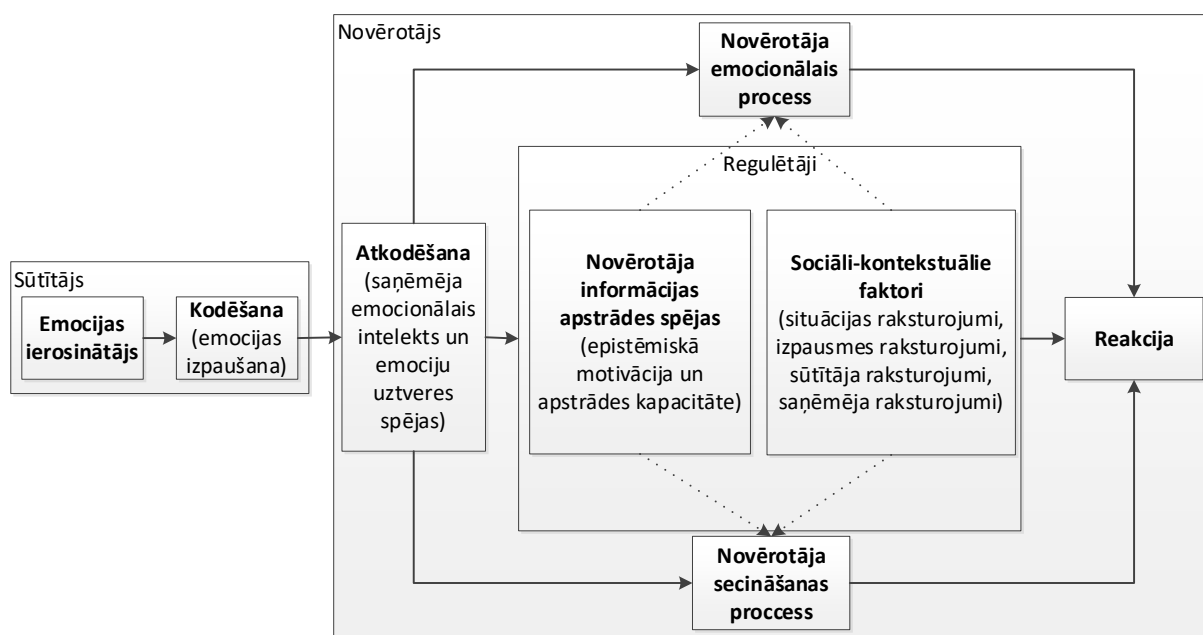 Novērotājs
Novērotāja
emocionālais
process
Regulētāji
Atkodēšana
(saņēmēja
emocionālais
intelekts un
emociju
uztveres
spējas)
Novērotāja
informācijas
apstrādes spējas
(epistēmiskā
motivācija un
apstrādes kapacitāte)
Sociāli-kontekstuālie
faktori
(situācijas raksturojumi,
izpausmes raksturojumi,
sūtītāja raksturojumi,
saņēmēja raksturojumi)
Sūtītājs
Emocijas
ierosinātājs
Kodēšana
(emocijas
izpaušana)
Reakcija
Novērotāja
secināšanas
proccess